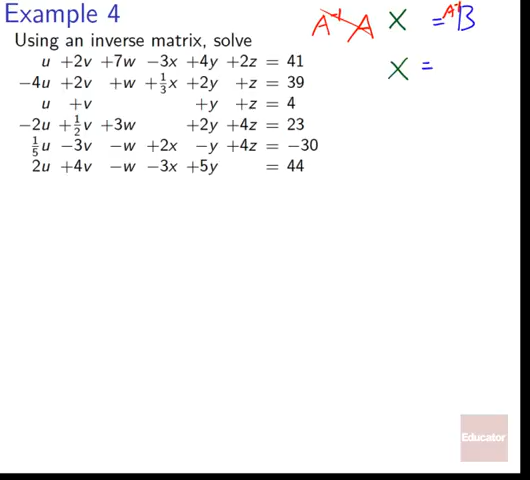 Example 4
Using an inverse matrix, solve
u +2v +7w −3x +4y +2z = 41
−4u +2v +w +1/3x +2y +z = 39
u +v +y +z = 4
−2u +1/2v +3w +2y +4z = 23
1/5u −3v −w +2x −y +4z = −30
2u +4v −w −3x +5y = 44
A⁻¹A X = A⁻¹B
X =
Educator